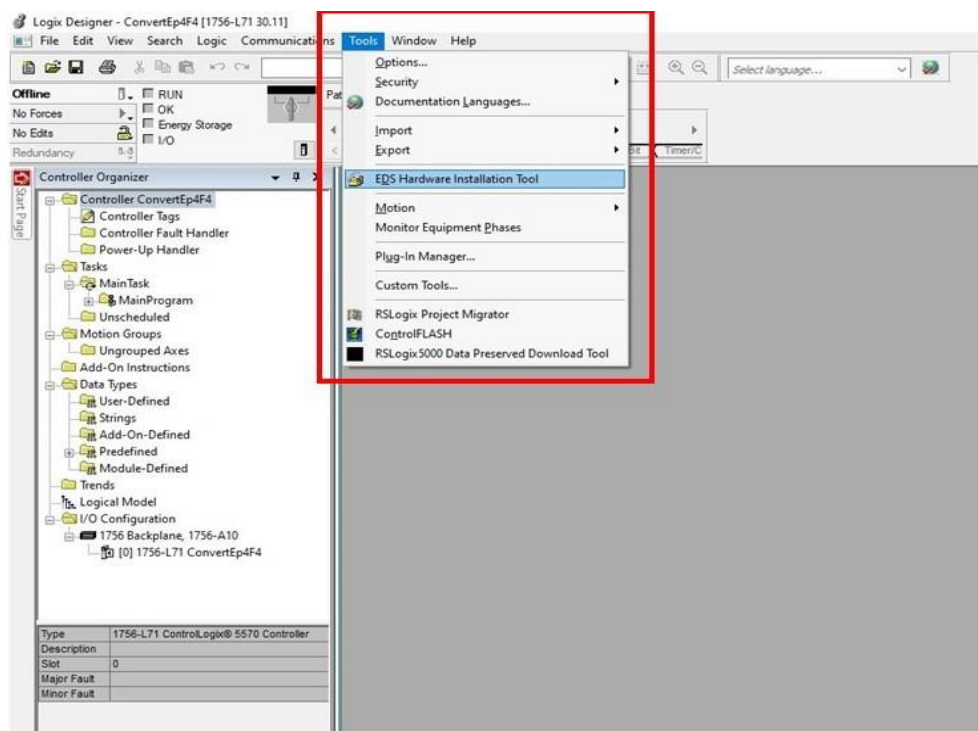 Logix Designer - ConvertEp4F4 [1756-L71 30.11]
File Edit View Search Logic Communications Tools Window Help
Select language...
Offline
RUN
No Forces
OK
No Edits
Energy Storage
Redundancy
I/O
Options...
Security
Documentation Languages...
Import
Export
EDS Hardware Installation Tool
Motion
Monitor Equipment Phases
Plug-In Manager...
Custom Tools...
RSLogix Project Migrator
ControlFLASH
RSLogix5000 Data Preserved Download Tool
Timer/C
Start Page
Controller Organizer
Controller ConvertEp4F4
Controller Tags
Controller Fault Handler
Power-Up Handler
Tasks
MainTask
MainProgram
Unscheduled
Motion Groups
Ungrouped Axes
Add-On Instructions
Data Types
User-Defined
Strings
Add-On-Defined
Predefined
Module-Defined
Trends
Logical Model
I/O Configuration
1756 Backplane, 1756-A10
[0] 1756-L71 ConvertEp4F4
Type 1756-L71 ControlLogix® 5570 Controller
Description
Slot 0
Major Fault
Minor Fault